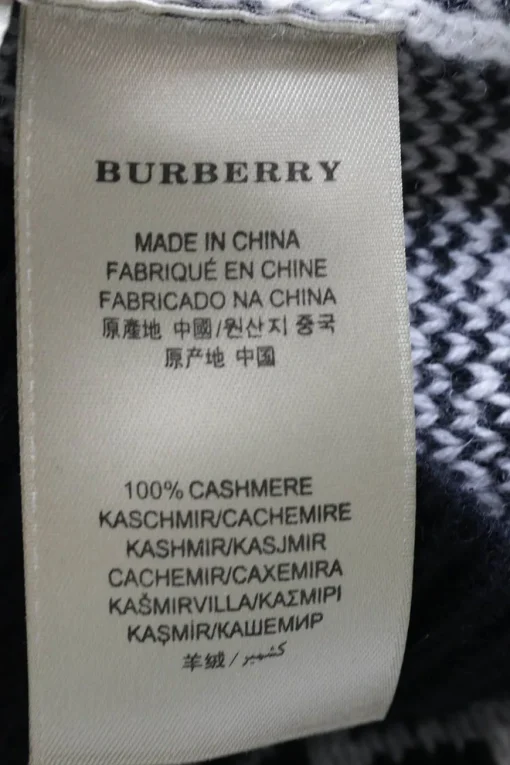 BURBERRY
MADE IN CHINA
FABRIQUÉ EN CHINE
FABRICADO NA CHINA
原產地 中國/원산지 중국
原产地 中国
100% CASHMERE
KASCHMIR/CACHEMIRE
KASHMIR/KASJMIR
CACHEMIR/CAXEMIRA
KAŠMIRVILLA/ΚΑΣΜΙΡΙ
KAŞMİR/КАШЕМИР
羊绒/كشمير